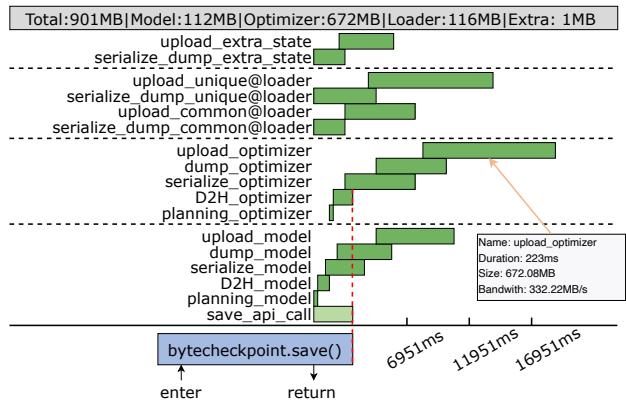 Total:901MB|Model:112MB|Optimizer:672MB|Loader:116MB|Extra: 1MB
upload_extra_state
serialize_dump_extra_state
upload_unique@loader
serialize_dump_unique@loader
upload_common@loader
serialize_dump_common@loader
upload_optimizer
dump_optimizer
serialize_optimizer
D2H_optimizer
planning_optimizer
upload_model
dump_model
serialize_model
D2H_model
planning_model
save_api_call
Name: upload_optimizer
Duration: 223ms
Size: 672.08MB
Bandwith: 332.22MB/s
6951ms
11951ms
16951ms
bytecheckpoint.save()
enter
return